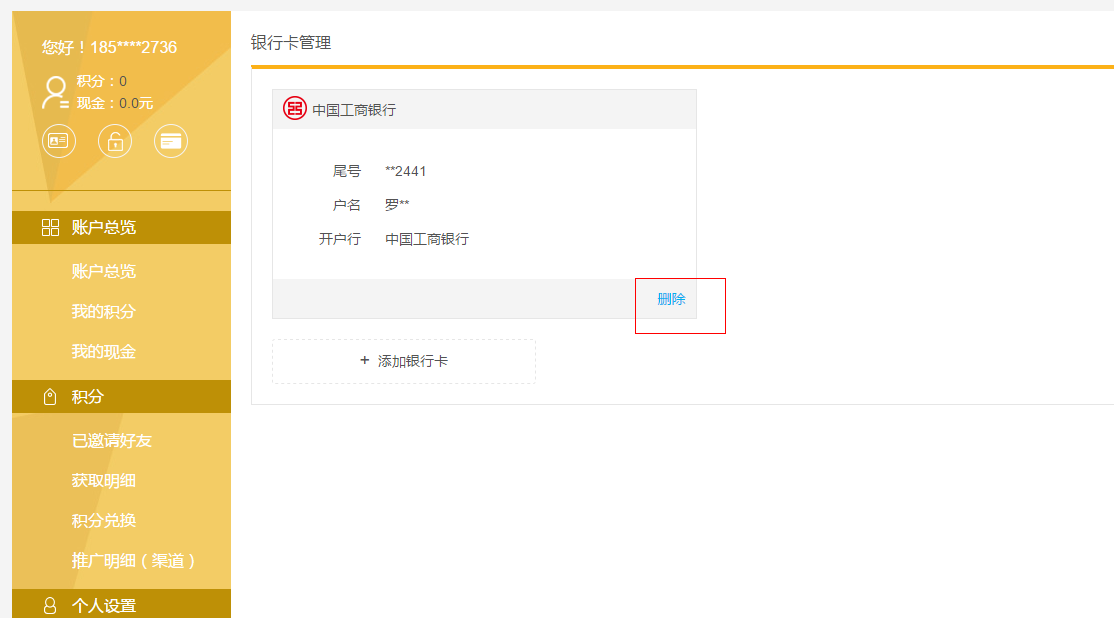 您好！185****2736
积分：0
现金：0.0元
账户总览
账户总览
我的积分
我的现金
积分
已邀请好友
获取明细
积分兑换
推广明细（渠道）
个人设置
银行卡管理
中国工商银行
尾号 **2441
户名 罗**
开户行 中国工商银行
删除
+ 添加银行卡